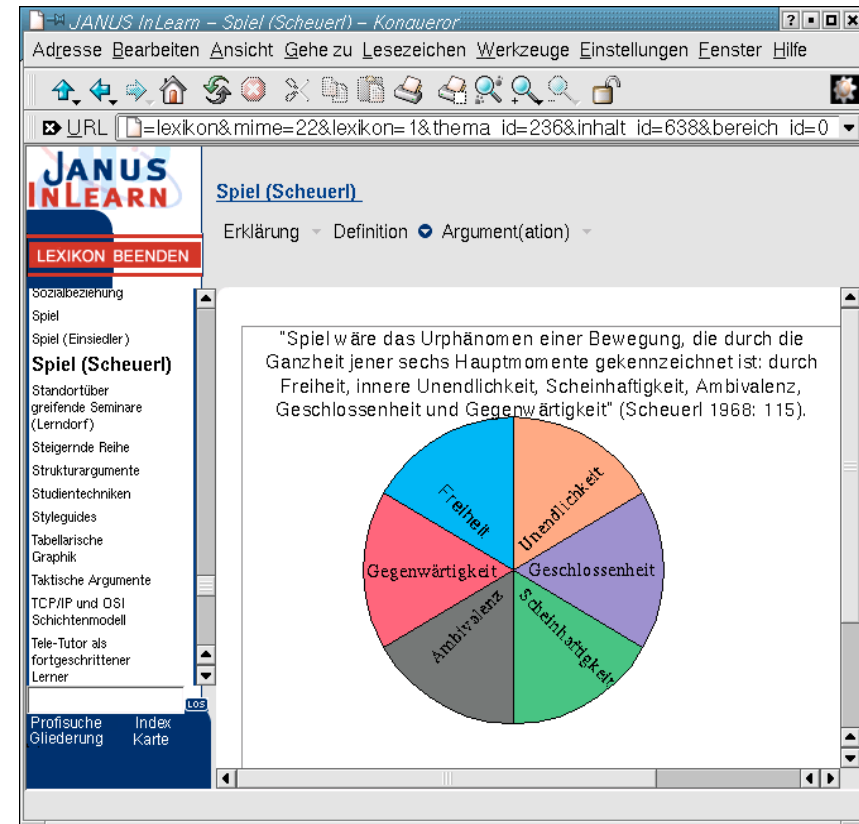 JANUS InLearn – Spiel (Scheuerl) – Konqueror
Adresse Bearbeiten Ansicht Gehe zu Lesezeichen Werkzeuge Einstellungen Fenster Hilfe
URL =lexikon&mime=22&lexikon=1&thema_id=236&inhalt_id=638&bereich_id=0
JANUS
INLEARN
LEXIKON BEENDEN
Spiel (Scheuerl)
Erklärung Definition Argument(ation)
Sozialbeziehung
Spiel
Spiel (Einsiedler)
Spiel (Scheuerl)
Standortüber
greifende Seminare
(Lerndorf)
Steigernde Reihe
Strukturargumente
Studientechniken
Styleguides
Tabellarische
Graphik
Taktische Argumente
TCP/IP und OSI
Schichtenmodell
Tele-Tutor als
fortgeschrittener
Lerner
LOS
Profisuche Index
Gliederung Karte
"Spiel wäre das Urphänomen einer Bewegung, die durch die
Ganzheit jener sechs Hauptmomente gekennzeichnet ist: durch
Freiheit, innere Unendlichkeit, Scheinhaftigkeit, Ambivalenz,
Geschlossenheit und Gegenwärtigkeit" (Scheuerl 1968: 115).
Freiheit
Unendlichkeit
Gegenwärtigkeit
Geschlossenheit
Ambivalenz
Scheinhaftigkeit